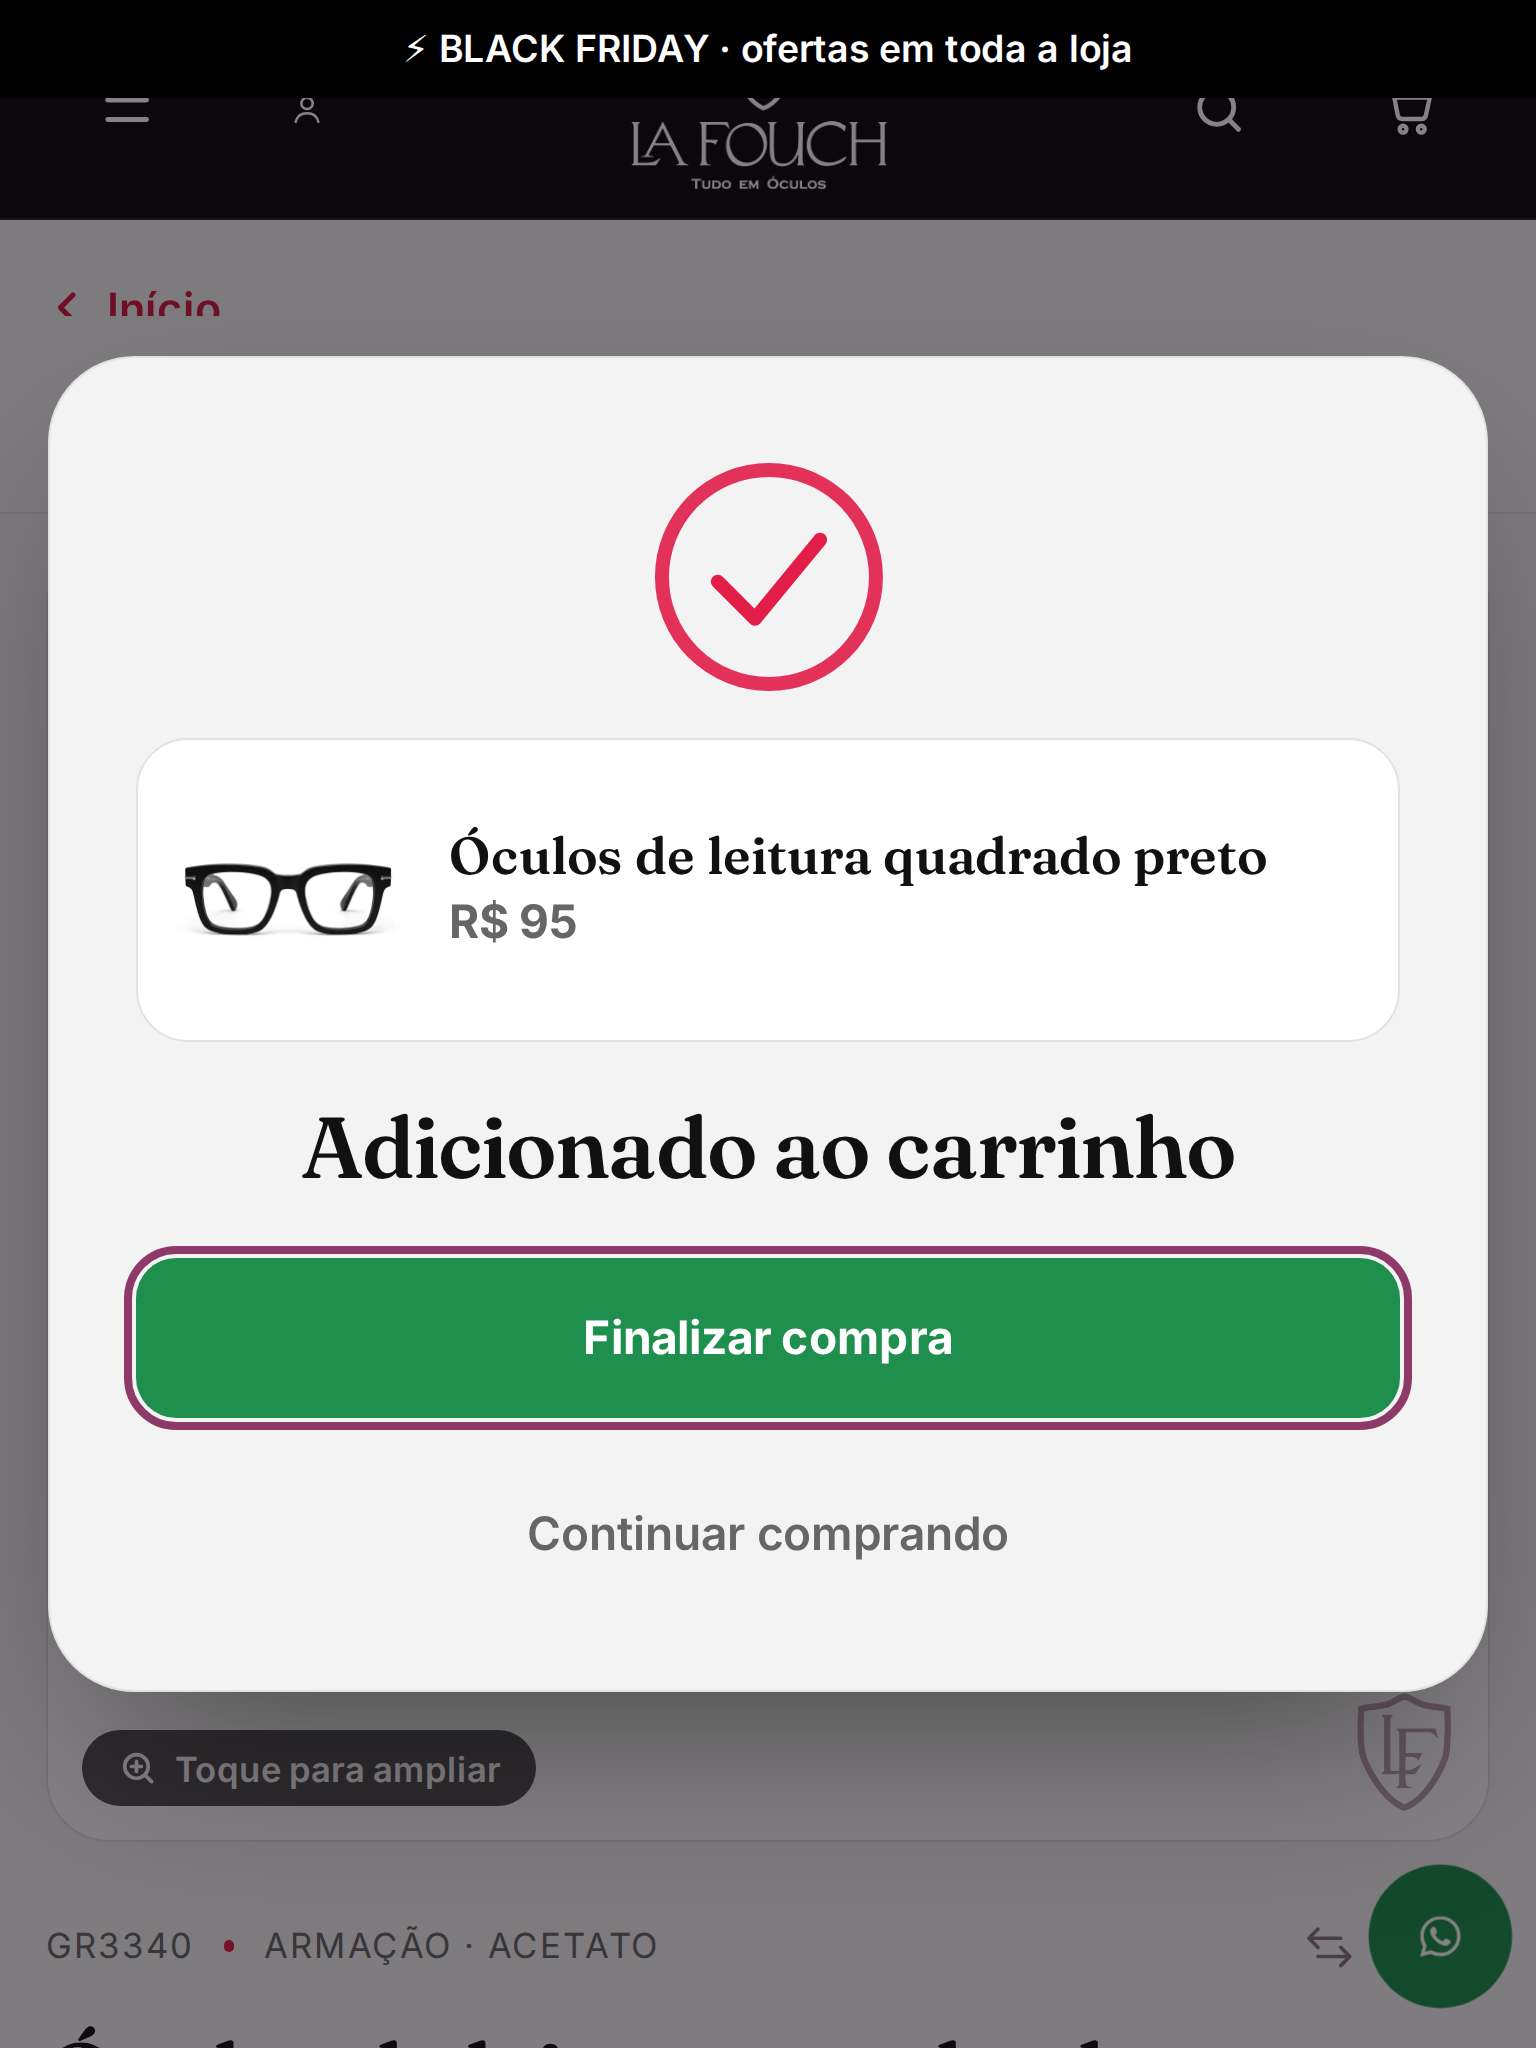 ⚡ BLACK FRIDAY · ofertas em toda a loja
LA FOUCH
TUDO EM ÓCULOS
Início
Óculos de leitura quadrado preto
R$ 95
Adicionado ao carrinho
Finalizar compra
Continuar comprando
Toque para ampliar
LF
GR3340 • ARMAÇÃO · ACETATO